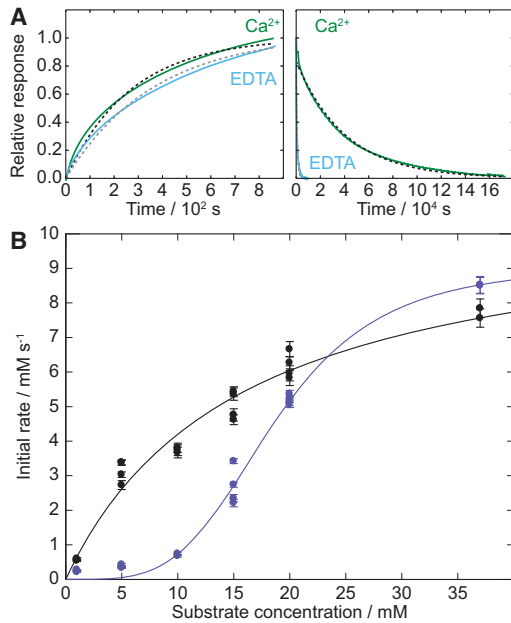 A
Ca²⁺
EDTA
Relative response
1.0
0.8
0.6
0.4
0.2
0.0
0 1 2 3 4 5 6 7 8
Time / 10² s
Ca²⁺
EDTA
0 2 4 6 8 10 12 14 16
Time / 10⁴ s
B
Initial rate / mM s⁻¹
10
9
8
7
6
5
4
3
2
1
0
0 5 10 15 20 25 30 35
Substrate concentration / mM